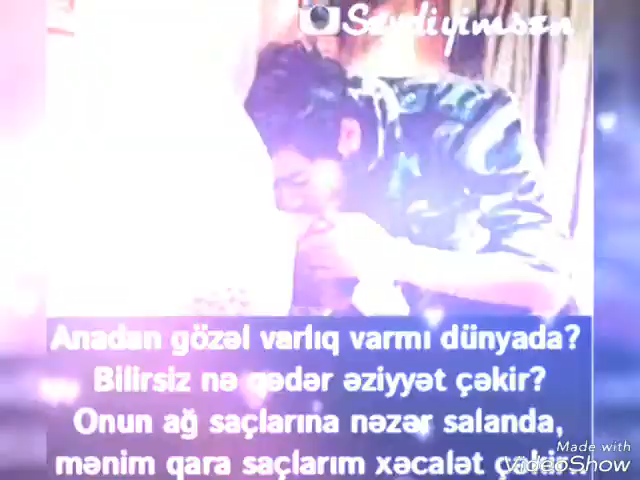 Sevdiyimsən
Anadan gözəl varlıq varmı dünyada?
Bilirsiz nə qədər əziyyət çəkir?
Onun ağ saçlarına nəzər salanda,
mənim qara saçlarım xəcalət çəkir...
Made with
VideoShow